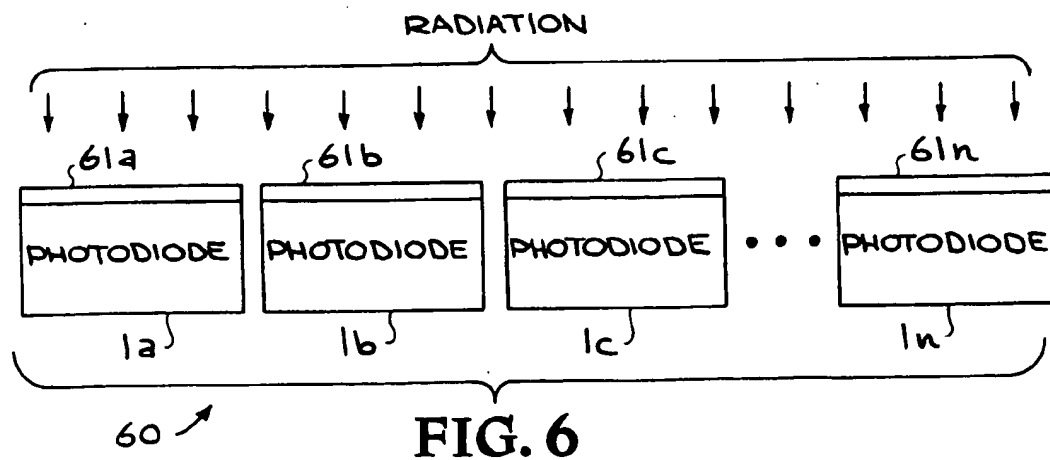 RADIATION
61a 61b 61c 61n
PHOTODIODE PHOTODIODE PHOTODIODE ••• PHOTODIODE
1a 1b 1c 1n
60
FIG. 6